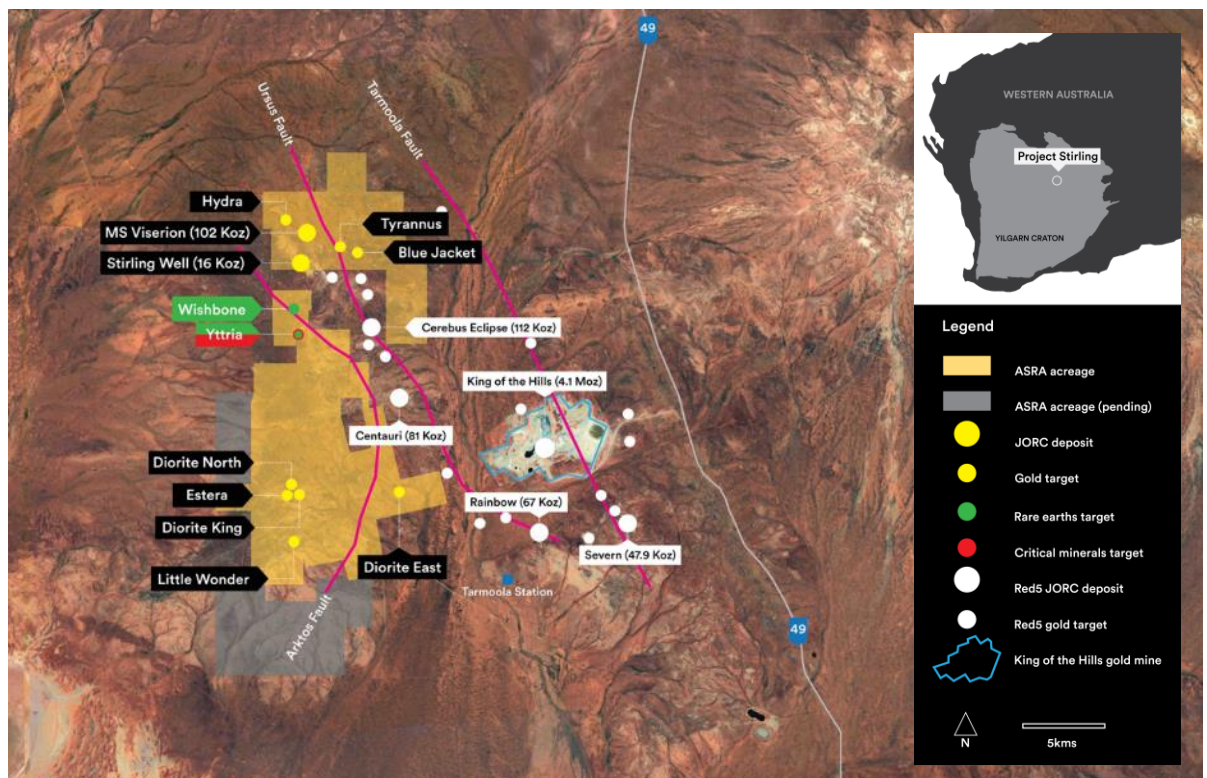 49
Ursus Fault
Tarmoola Fault
Hydra
MS Viserion (102 Koz)
Stirling Well (16 Koz)
Tyrannus
Blue Jacket
Wishbone
Yttria
Cerebus Eclipse (112 Koz)
King of the Hills (4.1 Moz)
Centauri (81 Koz)
Diorite North
Estera
Diorite King
Rainbow (67 Koz)
Severn (47.9 Koz)
Little Wonder
Diorite East
Tarmoola Station
Arktos Fault
49
WESTERN AUSTRALIA
Project Stirling
YILGARN CRATON
Legend
ASRA acreage
ASRA acreage (pending)
JORC deposit
Gold target
Rare earths target
Critical minerals target
Red5 JORC deposit
Red5 gold target
King of the Hills gold mine
N
5kms